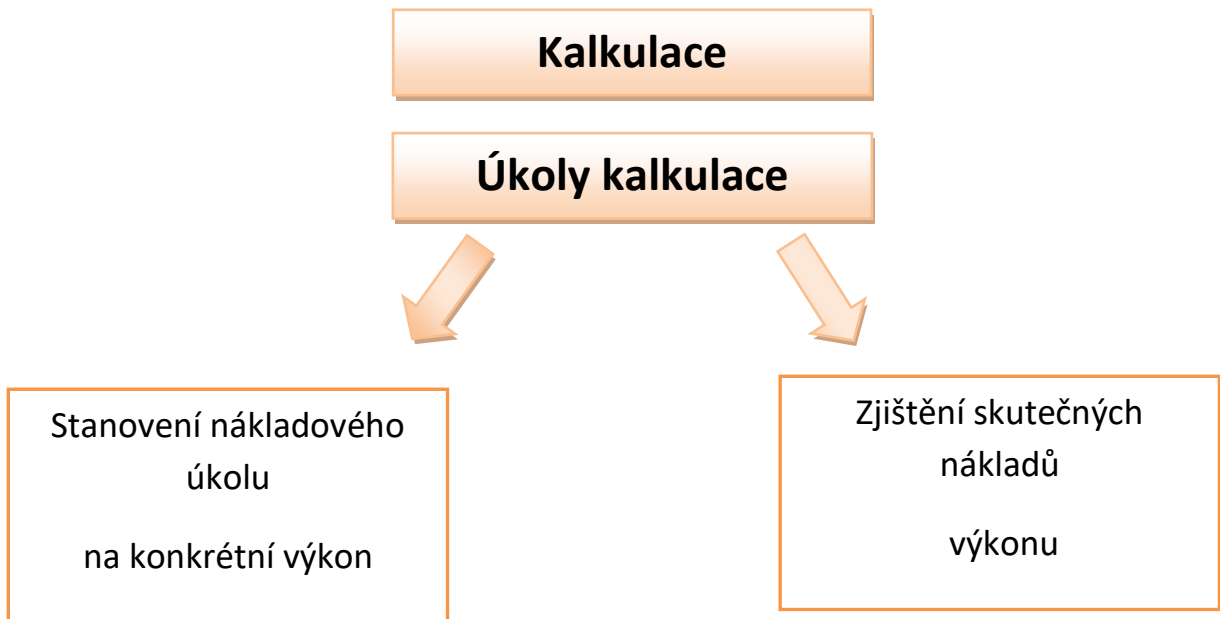 Kalkulace
Úkoly kalkulace
Stanovení nákladového
úkolu
na konkrétní výkon
Zjištění skutečných
nákladů
výkonu